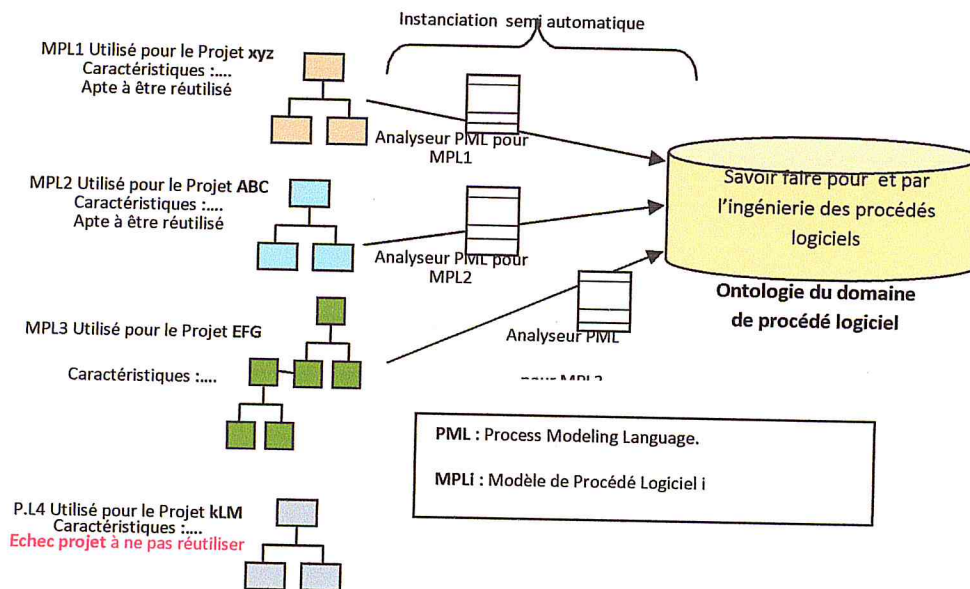 Instanciation semi automatique
MPL1 Utilisé pour le Projet xyz
Caractéristiques :....
Apte à être réutilisé
Analyseur PML pour
MPL1
MPL2 Utilisé pour le Projet ABC
Caractéristiques :....
Apte à être réutilisé
Analyseur PML pour
MPL2
Savoir faire pour et par
l'ingénierie des procédés
logiciels
Ontologie du domaine
de procédé logiciel
MPL3 Utilisé pour le Projet EFG
Caractéristiques :....
Analyseur PML
PML : Process Modeling Language.
MPLi : Modèle de Procédé Logiciel i
P.L4 Utilisé pour le Projet kLM
Caractéristiques :....
Echec projet à ne pas réutiliser